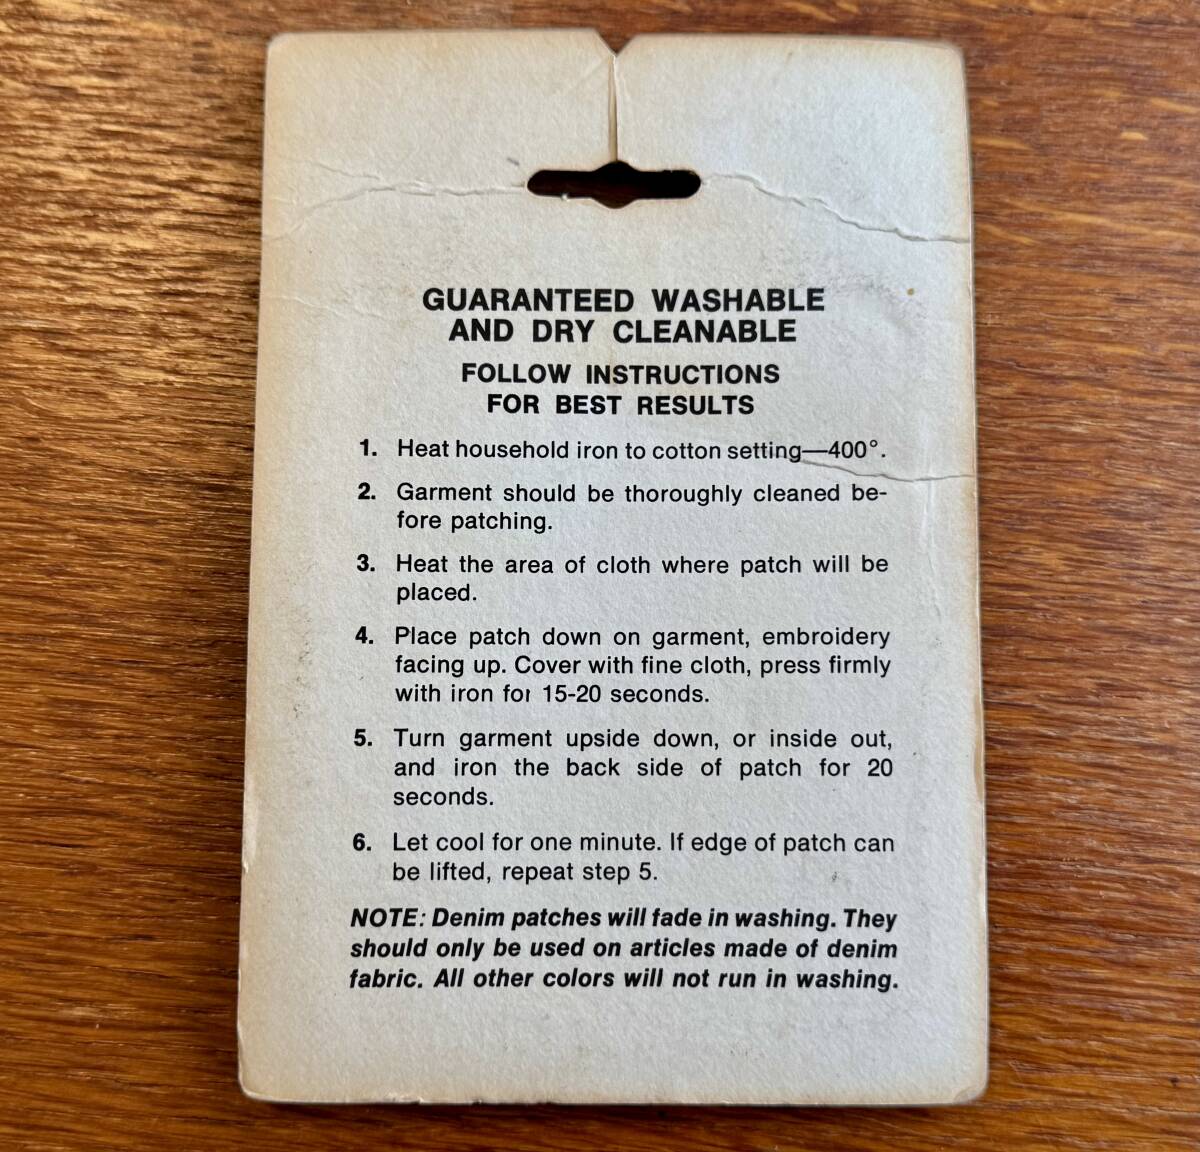 GUARANTEED WASHABLE
AND DRY CLEANABLE
FOLLOW INSTRUCTIONS
FOR BEST RESULTS
1. Heat household iron to cotton setting—400°.
2. Garment should be thoroughly cleaned be-
fore patching.
3. Heat the area of cloth where patch will be
placed.
4. Place patch down on garment, embroidery
facing up. Cover with fine cloth, press firmly
with iron for 15-20 seconds.
5. Turn garment upside down, or inside out,
and iron the back side of patch for 20
seconds.
6. Let cool for one minute. If edge of patch can
be lifted, repeat step 5.
NOTE: Denim patches will fade in washing. They
should only be used on articles made of denim
fabric. All other colors will not run in washing.